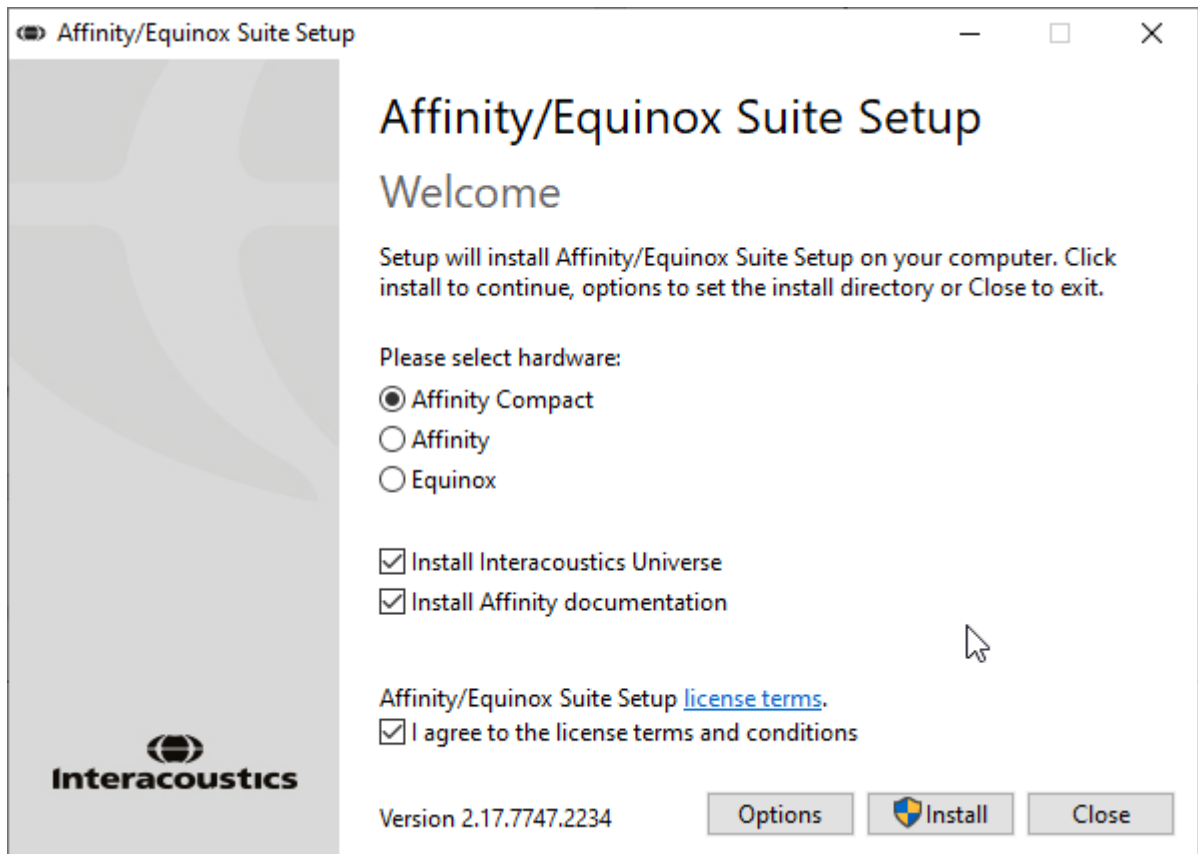 Affinity/Equinox Suite Setup
Affinity/Equinox Suite Setup
Welcome
Setup will install Affinity/Equinox Suite Setup on your computer. Click
install to continue, options to set the install directory or Close to exit.
Please select hardware:
Affinity Compact
Affinity
Equinox
Install Interacoustics Universe
Install Affinity documentation
Affinity/Equinox Suite Setup license terms.
I agree to the license terms and conditions
Interacoustics
Version 2.17.7747.2234
Options
Install
Close